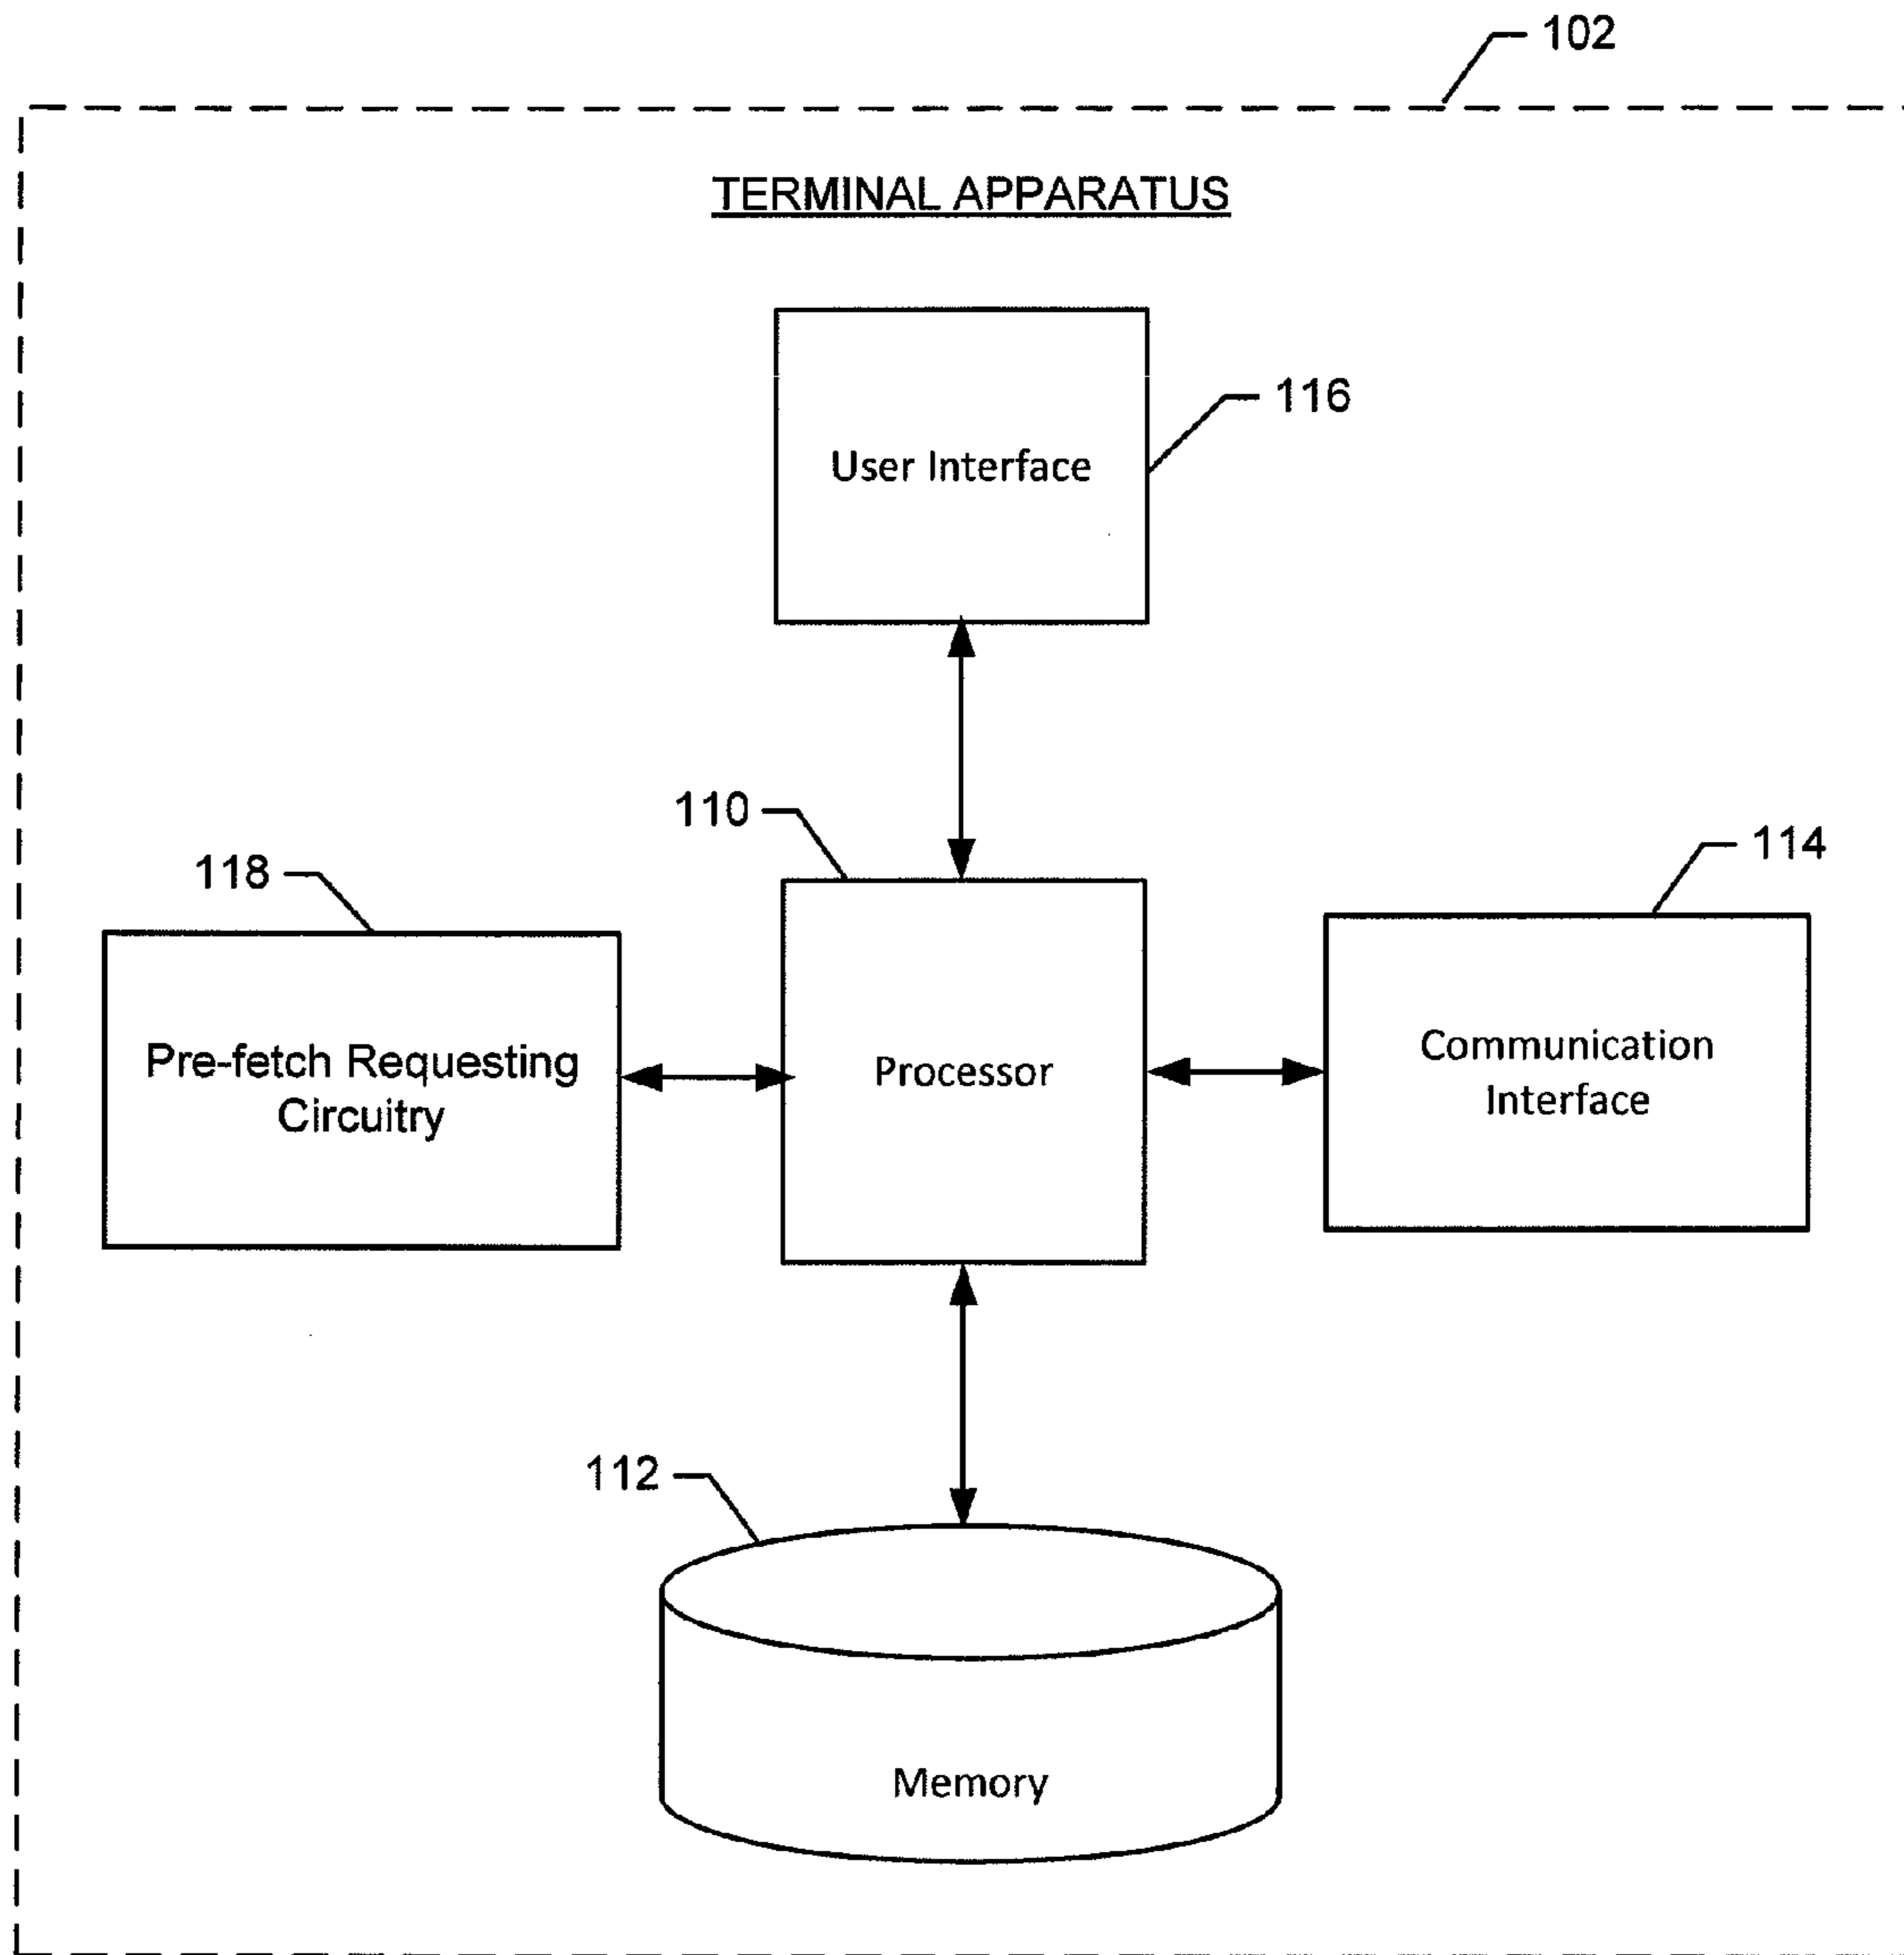 102
TERMINAL APPARATUS
116
User Interface
110
114
118
Pre-fetch Requesting
Circuitry
Processor
Communication
Interface
112
Memory